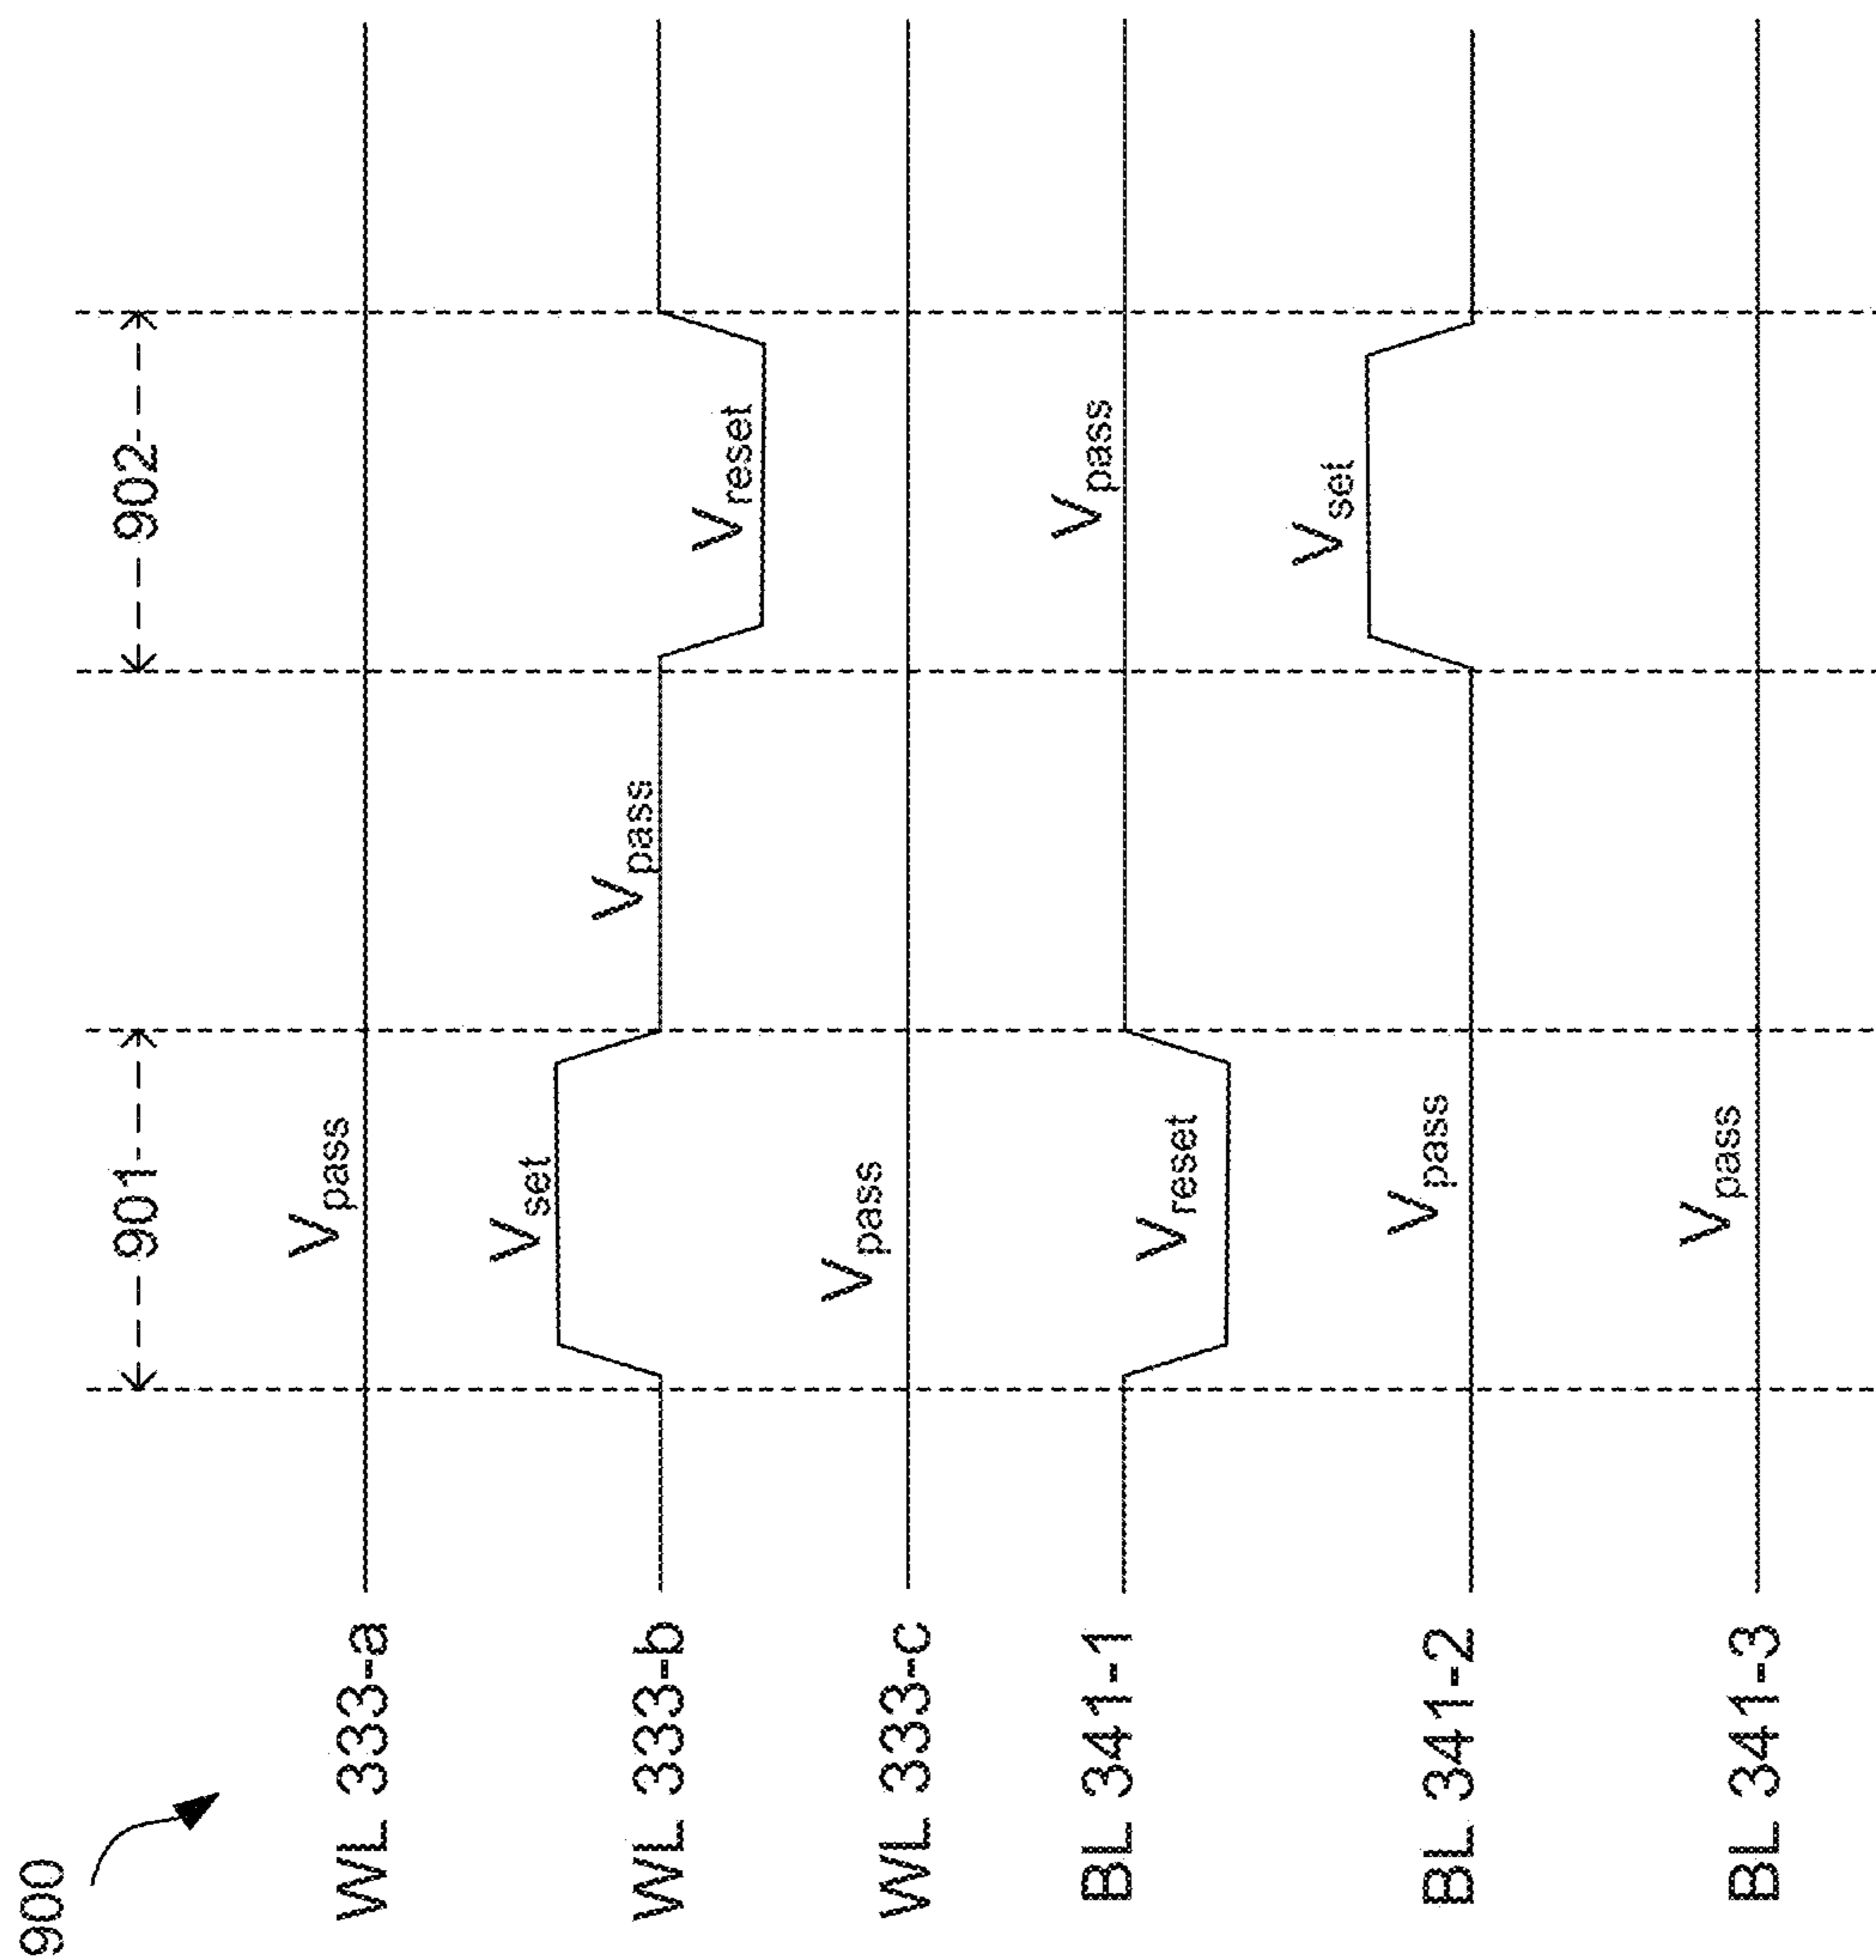 900
901
902
WL 333-a
Vpass
WL 333-b
Vset
Vpass
Vreset
WL 333-c
Vpass
BL 341-1
Vreset
Vpass
BL 341-2
Vpass
Vset
BL 341-3
Vpass